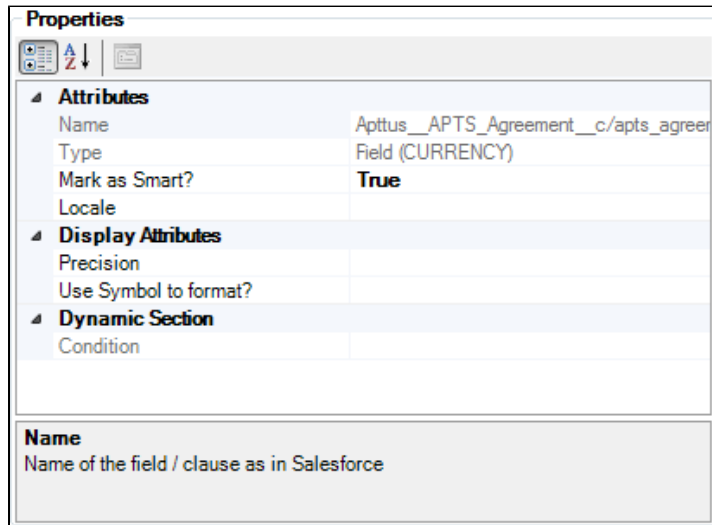 Properties
Attributes
Name Apttus__APTS_Agreement__c/apts_agreer
Type Field (CURRENCY)
Mark as Smart? True
Locale
Display Attributes
Precision
Use Symbol to format?
Dynamic Section
Condition
Name
Name of the field / clause as in Salesforce